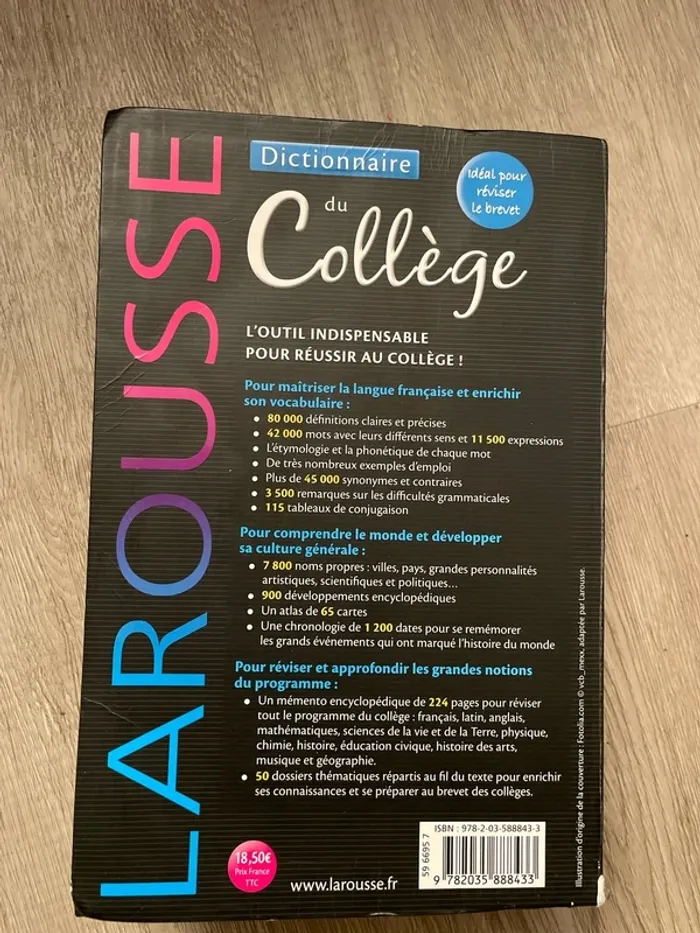 LAROUSSE
Dictionnaire
du
Collège
Idéal pour
réviser
le brevet
L'OUTIL INDISPENSABLE
POUR RÉUSSIR AU COLLÈGE !
Pour maîtriser la langue française et enrichir
son vocabulaire :
• 80 000 définitions claires et précises
• 42 000 mots avec leurs différents sens et 11 500 expressions
• L'étymologie et la phonétique de chaque mot
• De très nombreux exemples d'emploi
• Plus de 45 000 synonymes et contraires
• 3 500 remarques sur les difficultés grammaticales
• 115 tableaux de conjugaison
Pour comprendre le monde et développer
sa culture générale :
• 7 800 noms propres : villes, pays, grandes personnalités
artistiques, scientifiques et politiques...
• 900 développements encyclopédiques
• Un atlas de 65 cartes
• Une chronologie de 1 200 dates pour se remémorer
les grands événements qui ont marqué l'histoire du monde
Pour réviser et approfondir les grandes notions
du programme :
• Un mémento encyclopédique de 224 pages pour réviser
tout le programme du collège : français, latin, anglais,
mathématiques, sciences de la vie et de la Terre, physique,
chimie, histoire, éducation civique, histoire des arts,
musique et géographie.
• 50 dossiers thématiques répartis au fil du texte pour enrichir
ses connaissances et se préparer au brevet des collèges.
18,50€
Prix France
TTC
www.larousse.fr
59 6695 7
ISBN : 978-2-03-588843-3
9 782035 888433
Illustration d'origine de la couverture : Fotolia.com © vcb_mexx, adaptée par Larousse.